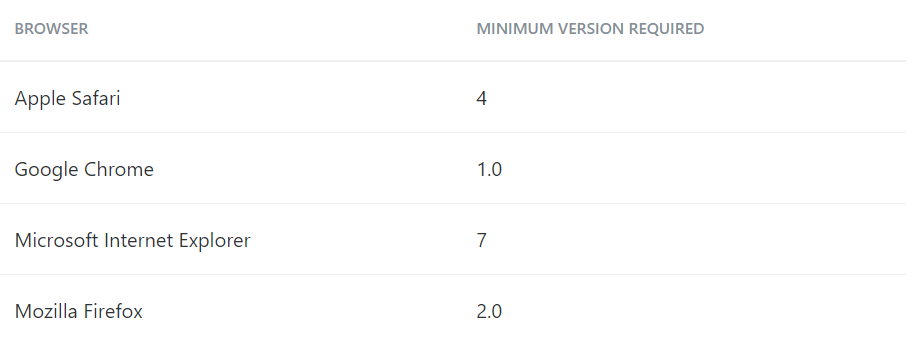 BROWSER MINIMUM VERSION REQUIRED
Apple Safari 4
Google Chrome 1.0
Microsoft Internet Explorer 7
Mozilla Firefox 2.0